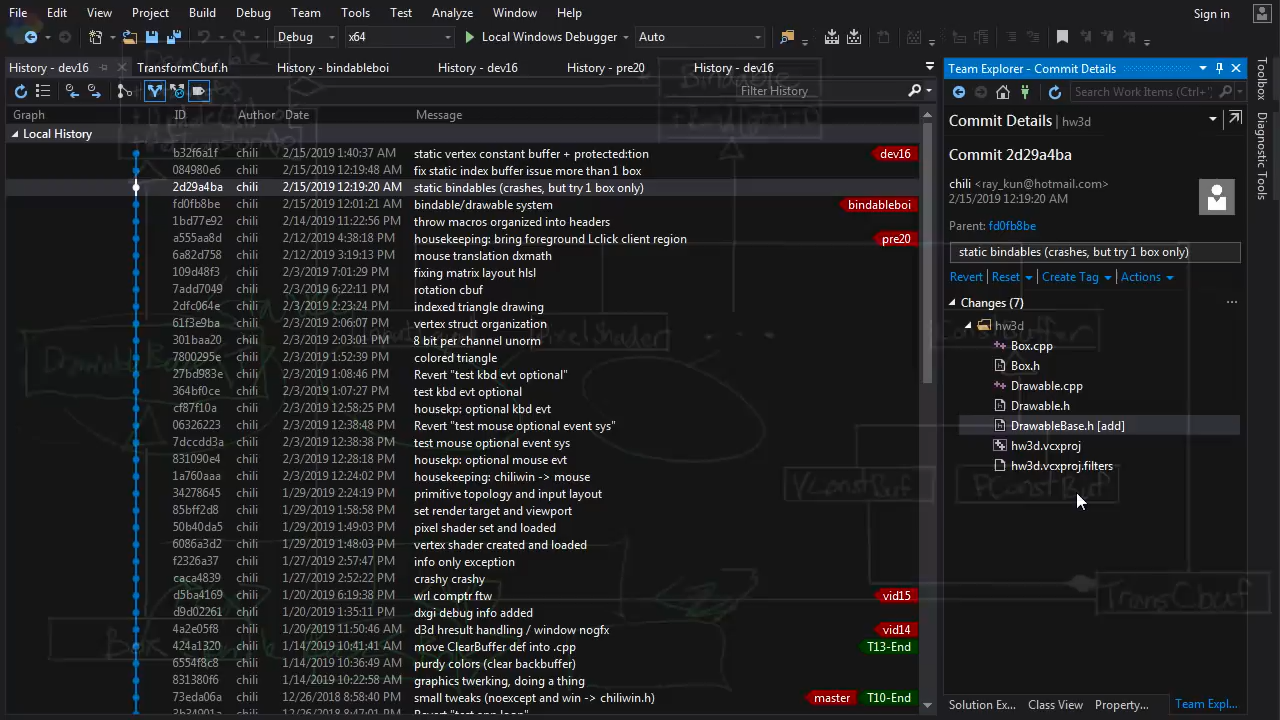 File Edit View Project Build Debug Team Tools Test Analyze Window Help
Sign in
Debug x64 Local Windows Debugger Auto
History - dev16 TransformCbuf.h History - bindableboi History - dev16 History - pre20 History - dev16
Filter History
Graph ID Author Date Message
Local History
b32f6a1f chili 2/15/2019 1:40:37 AM static vertex constant buffer + protected:tion dev16
084980e6 chili 2/15/2019 12:19:48 AM fix static index buffer issue more than 1 box
2d29a4ba chili 2/15/2019 12:19:20 AM static bindables (crashes, but try 1 box only)
fd0fb8be chili 2/15/2019 12:01:21 AM bindable/drawable system bindableboi
1bd77e92 chili 2/14/2019 11:22:56 PM throw macros organized into headers
a555aa8d chili 2/12/2019 4:38:18 PM housekeeping: bring foreground Lclick client region pre20
6a82d758 chili 2/12/2019 3:19:13 PM mouse translation dxmath
109d48f3 chili 2/3/2019 7:01:29 PM fixing matrix layout hlsl
7add7049 chili 2/3/2019 6:22:11 PM rotation cbuf
2dfc064e chili 2/3/2019 2:23:24 PM indexed triangle drawing
61f3e9ba chili 2/3/2019 2:06:07 PM vertex struct organization
301baa20 chili 2/3/2019 2:03:01 PM 8 bit per channel unorm
7800295e chili 2/3/2019 1:52:39 PM colored triangle
27bd983e chili 2/3/2019 1:08:46 PM Revert "test kbd evt optional"
364bf0ce chili 2/3/2019 1:07:27 PM test kbd evt optional
cf87f10a chili 2/3/2019 12:58:25 PM housekp: optional kbd evt
06326223 chili 2/3/2019 12:38:48 PM Revert "test mouse optional event sys"
7dccdd3a chili 2/3/2019 12:38:38 PM test mouse optional event sys
831090e4 chili 2/3/2019 12:28:18 PM housekp: optional mouse evt
1a760aaa chili 2/3/2019 12:24:02 PM housekeeping: chiliwin -> mouse
34278645 chili 1/29/2019 2:24:19 PM primitive topology and input layout
85bff2d8 chili 1/29/2019 1:58:58 PM set render target and viewport
50b40da5 chili 1/29/2019 1:49:03 PM pixel shader set and loaded
6086a3d2 chili 1/29/2019 1:48:03 PM vertex shader created and loaded
f2326a37 chili 1/27/2019 2:57:47 PM info only exception
caca4839 chili 1/27/2019 2:52:22 PM crashy crashy
d5ba4169 chili 1/20/2019 6:19:38 PM wrl comptr ftw vid15
d9d02261 chili 1/20/2019 1:35:11 PM dxgi debug info added
4a2e05f8 chili 1/20/2019 11:50:46 AM d3d hresult handling / window nogfx vid14
424a1320 chili 1/14/2019 10:41:41 AM move ClearBuffer def into .cpp T13-End
6554f8c8 chili 1/14/2019 10:36:49 AM purdy colors (clear backbuffer)
831380f6 chili 1/14/2019 10:35:40 AM graphics twerking, doing a thing
73eda06a chili 12/26/2018 8:58:40 PM small tweaks (noexcept and win -> chiliwin.h) master T10-End
Team Explorer - Commit Details
Search Work Items (Ctrl+'
Commit Details | hw3d
Commit 2d29a4ba
chili <ray_kun@hotmail.com>
2/15/2019 12:19:20 AM
Parent: fd0fb8be
static bindables (crashes, but try 1 box only)
Revert Reset Create Tag Actions
Changes (7)
hw3d
Box.cpp
Box.h
Drawable.cpp
Drawable.h
DrawableBase.h [add]
hw3d.vcxproj
hw3d.vcxproj.filters
Solution Ex... Class View Property... Team Expl...
Toolbox
Diagnostic Tools
Drawable
Bindable
VConstBuf
PConstBuf
TransCbuf